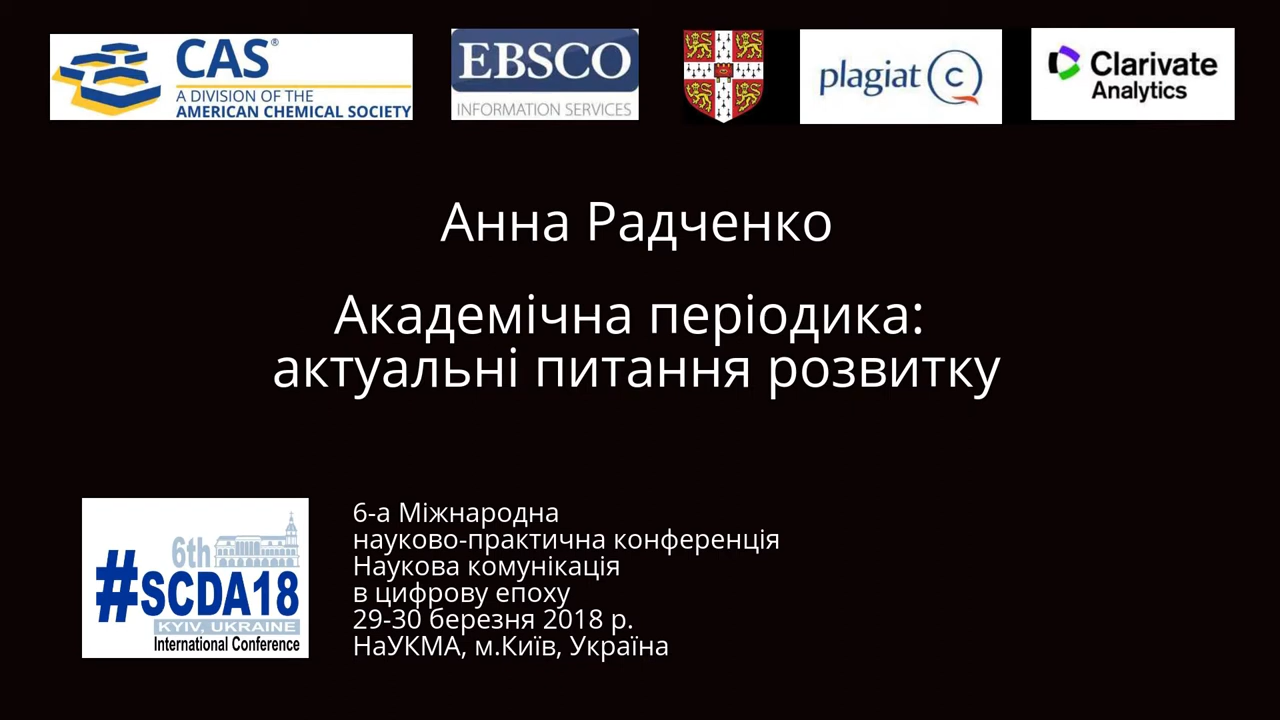 CAS®
A DIVISION OF THE
AMERICAN CHEMICAL SOCIETY
EBSCO
INFORMATION SERVICES
plagiat c
Clarivate
Analytics
Анна Радченко
Академічна періодика:
актуальні питання розвитку
6th
#SCDA18
KYIV, UKRAINE
International Conference
6-а Міжнародна
науково-практична конференція
Наукова комунікація
в цифрову епоху
29-30 березня 2018 р.
НаУКМА, м.Київ, Україна